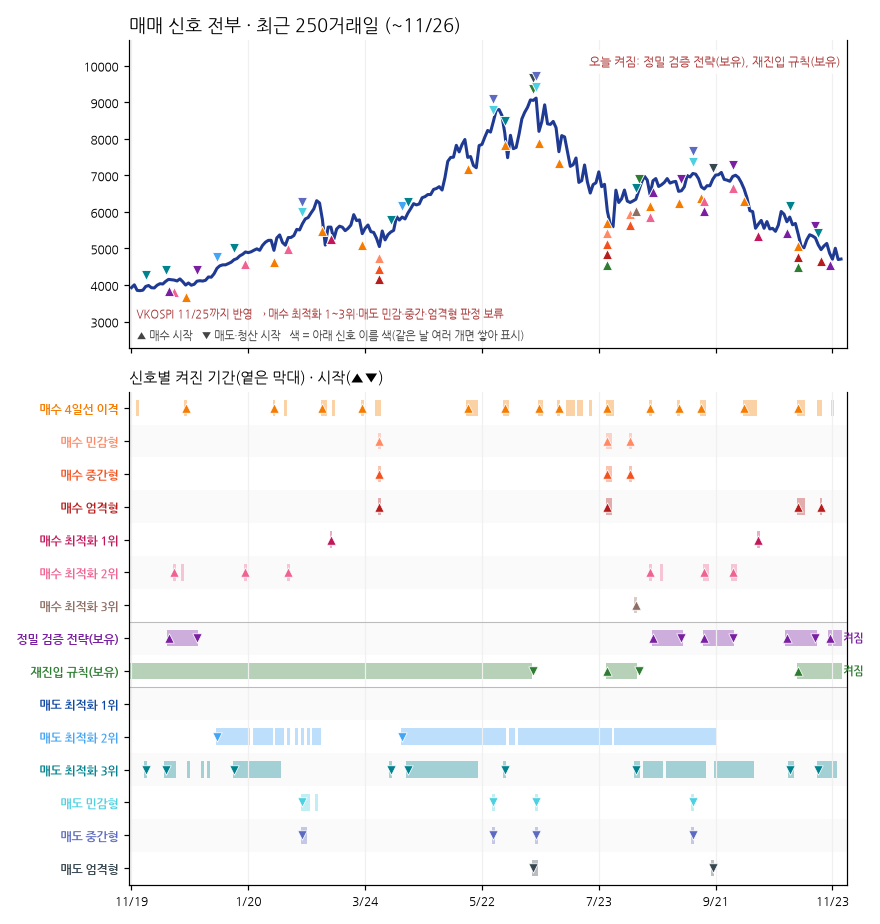 매매 신호 전부 · 최근 250거래일 (~11/26)
오늘 켜짐: 정밀 검증 전략(보유), 재진입 규칙(보유)
10000
9000
8000
7000
6000
5000
4000
3000
VKOSPI 11/25까지 반영 → 매수 최적화 1~3위·매도 민감·중간·엄격형 판정 보류
▲ 매수 시작 ▼ 매도·청산 시작 색 = 아래 신호 이름 색(같은 날 여러 개면 쌓아 표시)
신호별 켜진 기간(옅은 막대) · 시작(▲▼)
매수 4일선 이격
매수 민감형
매수 중간형
매수 엄격형
매수 최적화 1위
매수 최적화 2위
매수 최적화 3위
정밀 검증 전략(보유) 켜짐
재진입 규칙(보유) 켜짐
매도 최적화 1위
매도 최적화 2위
매도 최적화 3위
매도 민감형
매도 중간형
매도 엄격형
11/19 1/20 3/24 5/22 7/23 9/21 11/23